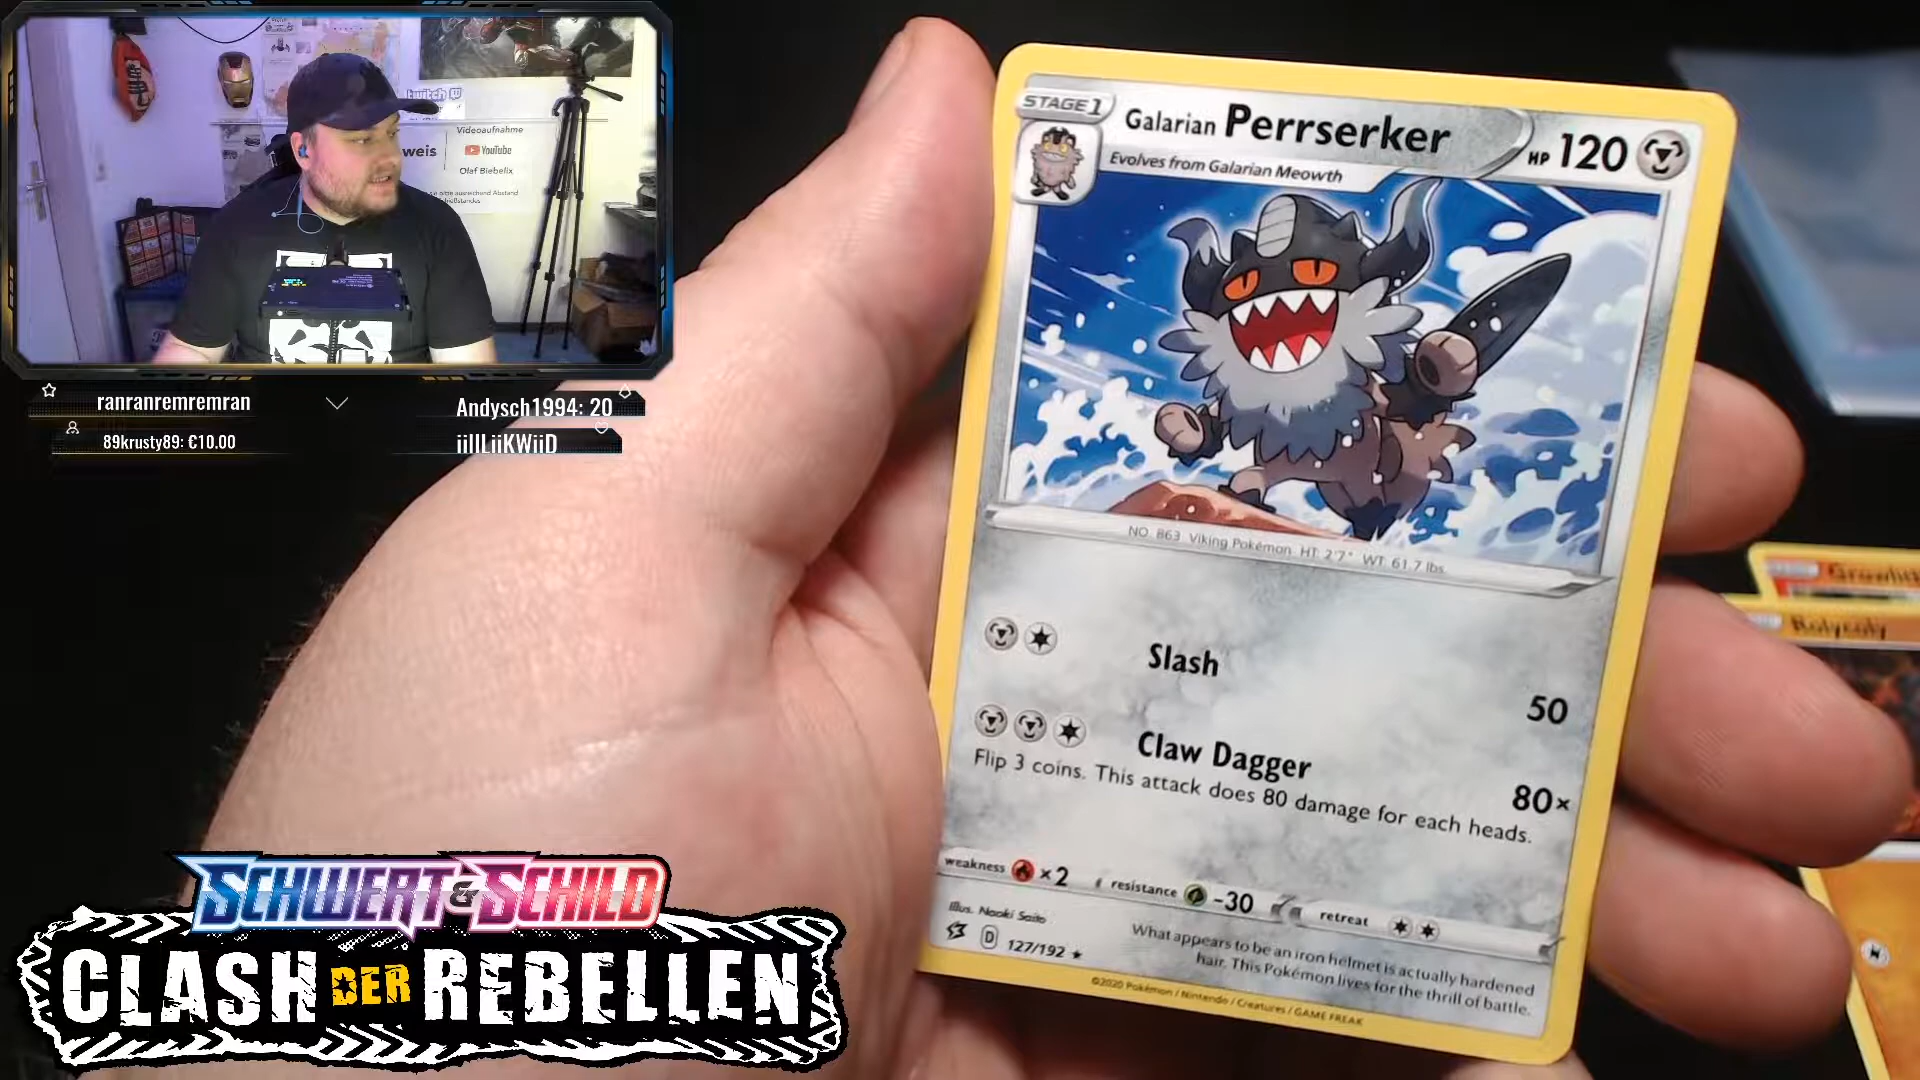 twitch
Videoaufnahme
weis
YouTube
Olaf Biebelix
ranranremremran
Andysch1994: 20
89krusty89: €10.00
iiIILiiKWiiD
STAGE 1
Galarian Perrserker
HP 120
Evolves from Galarian Meowth
NO. 863 Viking Pokémon HT: 2'7" WT: 61.7 lbs.
Slash
50
Claw Dagger
80×
Flip 3 coins. This attack does 80 damage for each heads.
weakness ×2 resistance -30 retreat
Illus. Naoki Saito
D 127/192 ★
What appears to be an iron helmet is actually hardened
hair. This Pokémon lives for the thrill of battle.
©2020 Pokémon / Nintendo / Creatures / GAME FREAK
Rolycoly
SCHWERT & SCHILD
CLASH DER REBELLEN